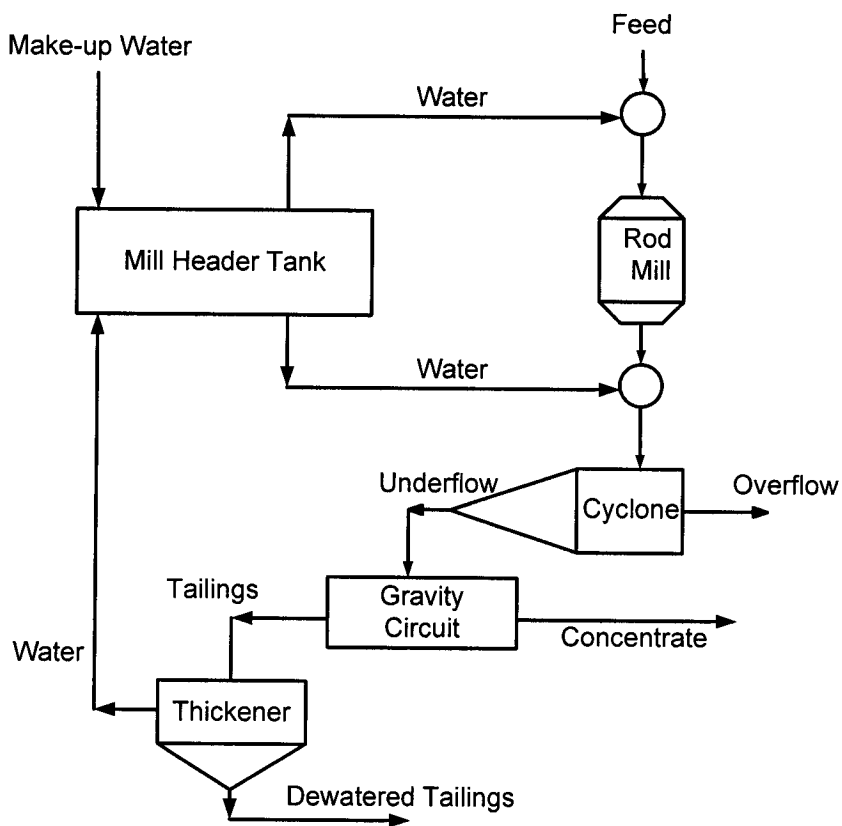 Feed
Make-up Water
Water
Mill Header Tank
Rod
Mill
Water
Underflow
Cyclone
Overflow
Tailings
Gravity
Circuit
Concentrate
Water
Thickener
Dewatered Tailings